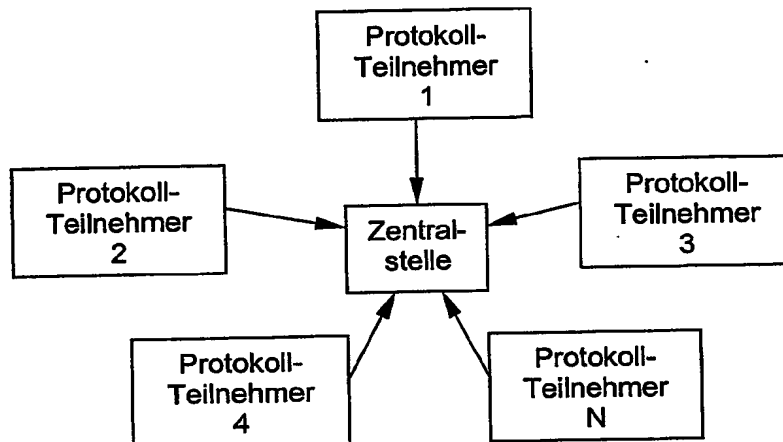 Protokoll-
Teilnehmer
1
Protokoll-
Teilnehmer
2
Zentral-
stelle
Protokoll-
Teilnehmer
3
Protokoll-
Teilnehmer
4
Protokoll-
Teilnehmer
N